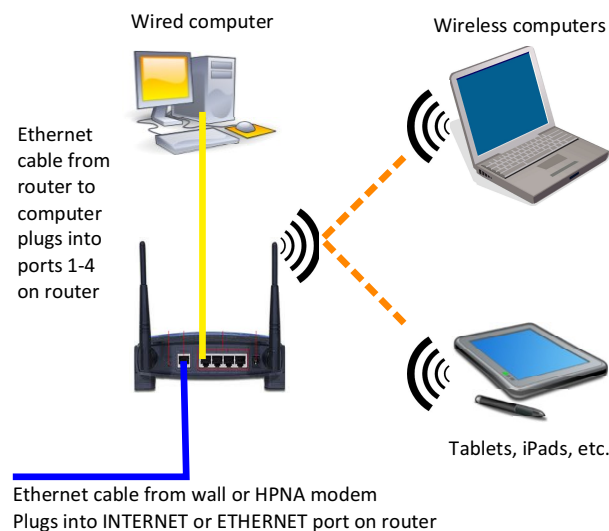 Wired computer
Wireless computers
Ethernet
cable from
router to
computer
plugs into
ports 1-4
on router
Tablets, iPads, etc.
Ethernet cable from wall or HPNA modem
Plugs into INTERNET or ETHERNET port on router